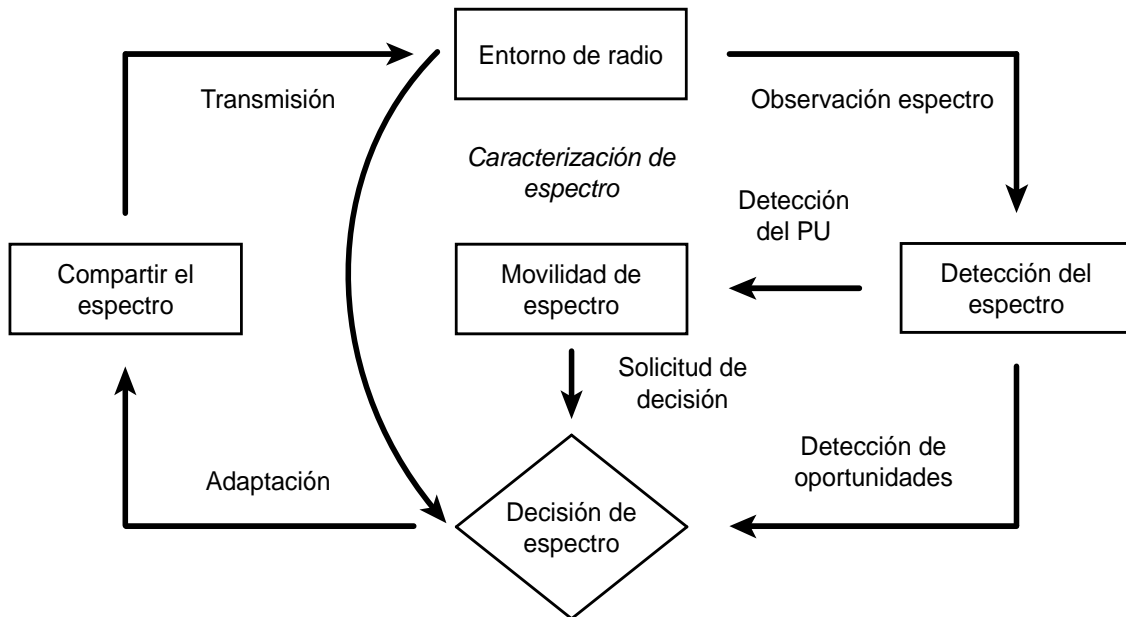 Entorno de radio
Transmisión
Observación espectro
Caracterización de
espectro
Detección
del PU
Compartir el
espectro
Movilidad de
espectro
Detección del
espectro
Solicitud de
decisión
Detección de
oportunidades
Adaptación
Decisión de
espectro